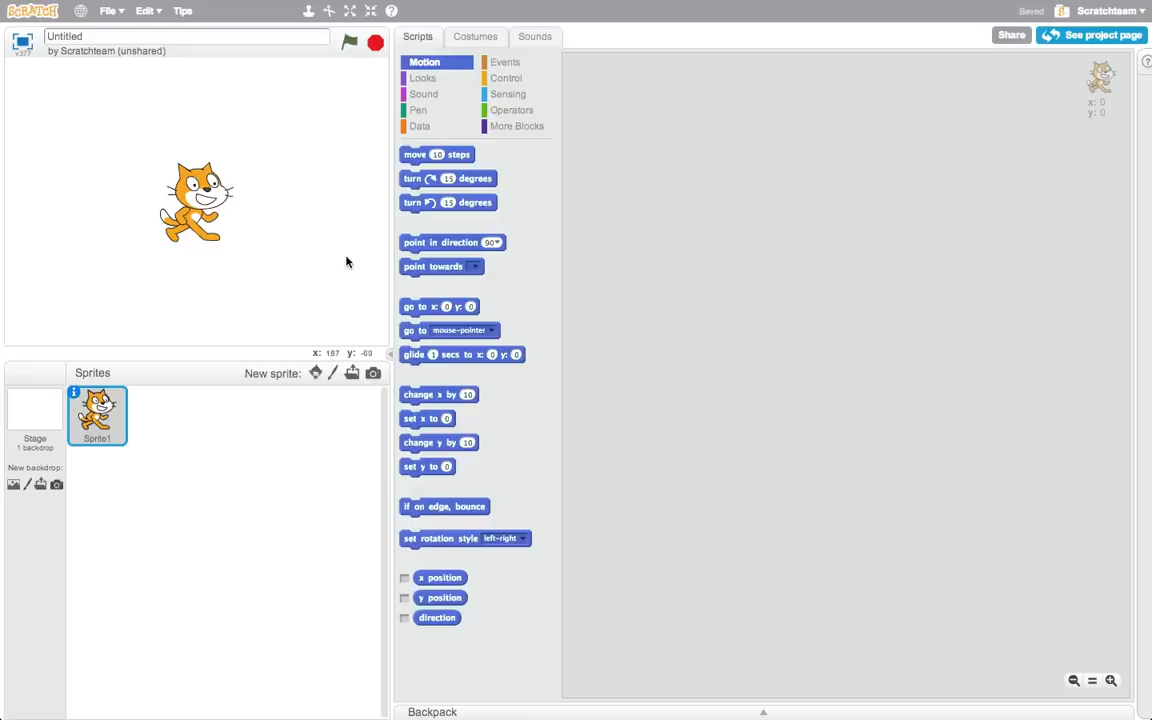 SCRATCH File Edit Tips Saved Scratchteam
Untitled
by Scratchteam (unshared)
v377
Scripts Costumes Sounds
Share See project page
Motion Events
Looks Control
Sound Sensing
Pen Operators
Data More Blocks
x: 0
y: 0
move 10 steps
turn 15 degrees
turn 15 degrees
point in direction 90
point towards
go to x: 0 y: 0
go to mouse-pointer
glide 1 secs to x: 0 y: 0
change x by 10
set x to 0
change y by 10
set y to 0
if on edge, bounce
set rotation style left-right
x position
y position
direction
x: 187 y: -69
Sprites New sprite:
Sprite1
Stage
1 backdrop
New backdrop:
Backpack